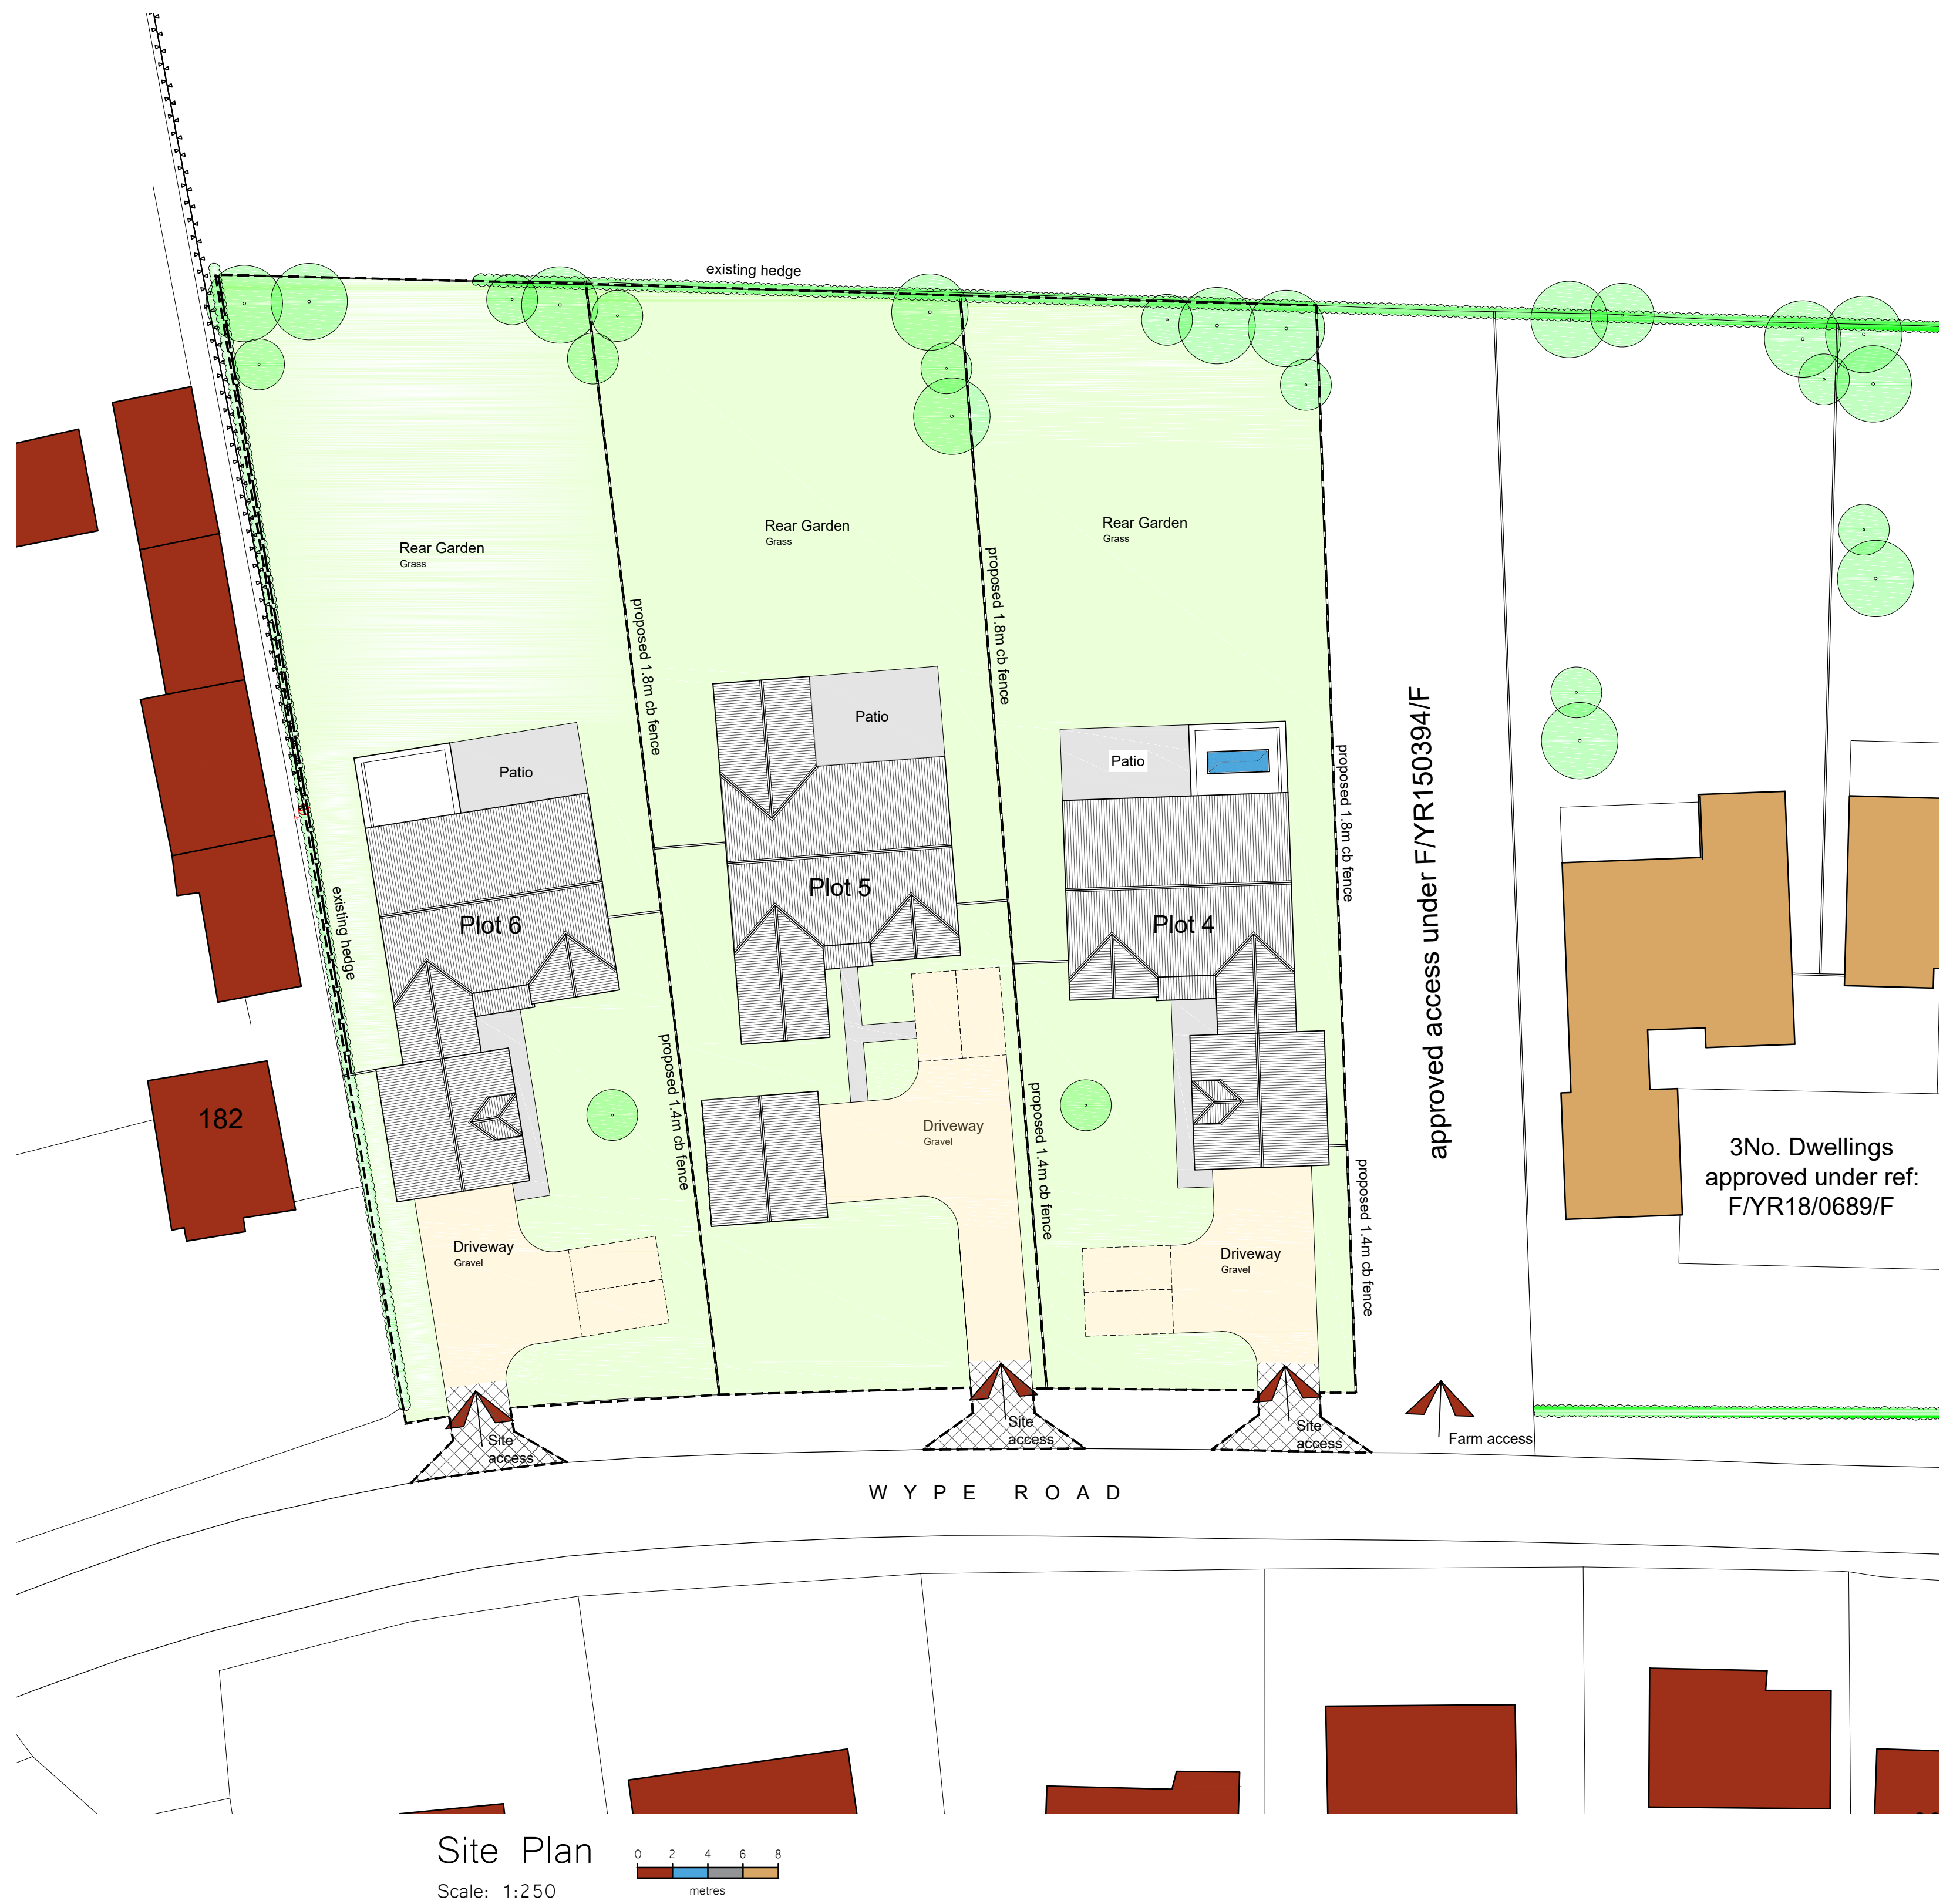 existing hedge
Rear Garden
Grass
Rear Garden
Grass
Rear Garden
Grass
proposed 1.8m cb fence
proposed 1.8m cb fence
proposed 1.8m cb fence
approved access under F/YR150394/F
Patio
Patio
Patio
Plot 6
Plot 5
Plot 4
existing hedge
182
proposed 1.4m cb fence
proposed 1.4m cb fence
proposed 1.4m cb fence
Driveway
Gravel
Driveway
Gravel
Driveway
Gravel
3No. Dwellings
approved under ref:
F/YR18/0689/F
Site
access
Site
access
Site
access
Farm access
WYPE ROAD
Site Plan
Scale: 1:250
0 2 4 6 8
metres